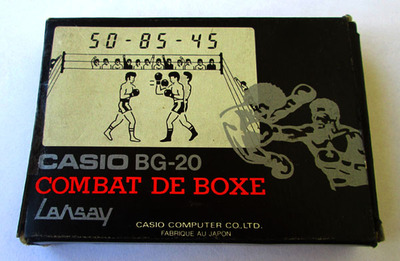 50-85-45
CASIO BG-20
COMBAT DE BOXE
Lansay
CASIO COMPUTER CO.,LTD.
FABRIQUE AU JAPON